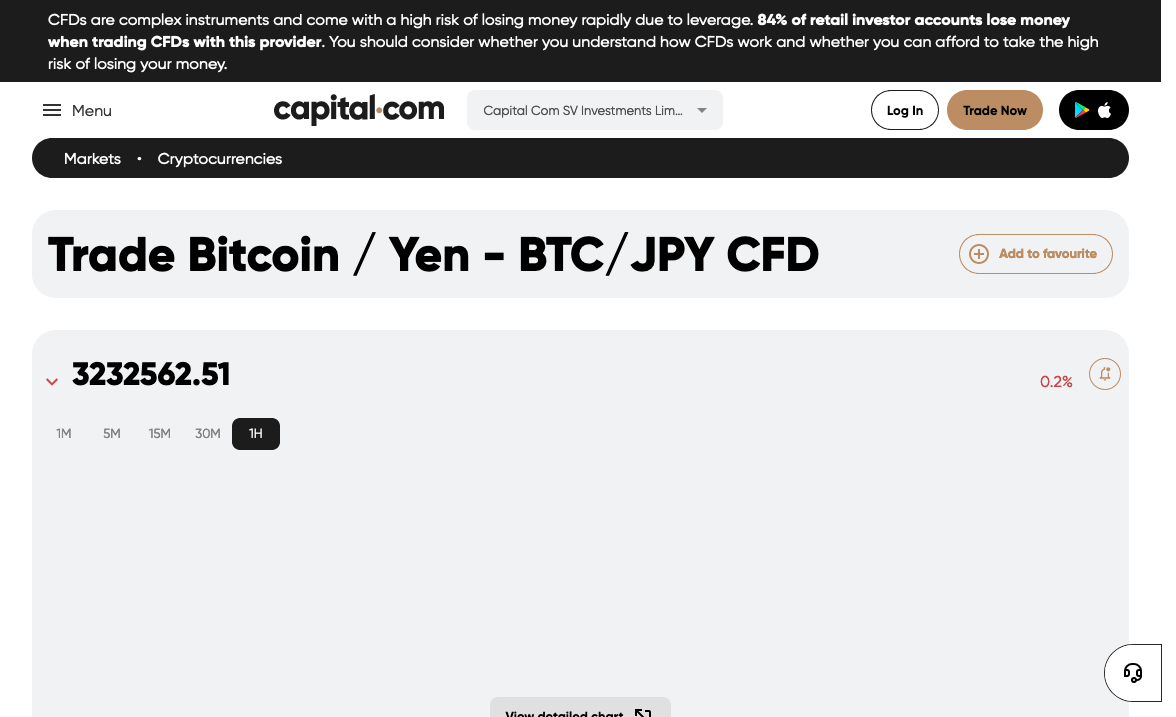 CFDs are complex instruments and come with a high risk of losing money rapidly due to leverage. 84% of retail investor accounts lose money
when trading CFDs with this provider. You should consider whether you understand how CFDs work and whether you can afford to take the high
risk of losing your money.
Menu
capital.com
Capital Com SV Investments Lim...
Log In
Trade Now
Markets • Cryptocurrencies
Trade Bitcoin / Yen - BTC/JPY CFD
Add to favourite
3232562.51
0.2%
1M 5M 15M 30M 1H
View detailed chart